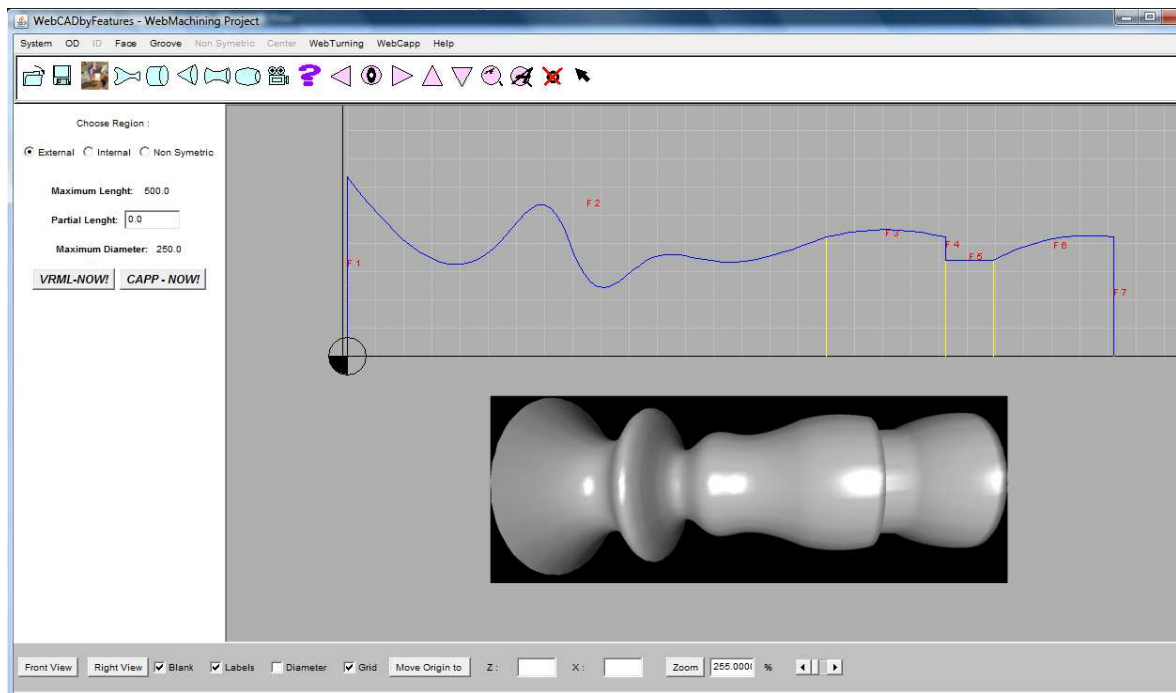 WebCADbyFeatures - WebMachining Project
System OD ID Face Groove Non Symetric Center WebTurning WebCapp Help
Choose Region :
External Internal Non Symetric
Maximum Lenght: 500.0
Partial Lenght: 0.0
Maximum Diameter: 250.0
VRML-NOW! CAPP - NOW!
F 1
F 2
F 3
F 4
F 5
F 6
F 7
Front View Right View Blank Labels Diameter Grid Move Origin to Z : X : Zoom 255.000 %